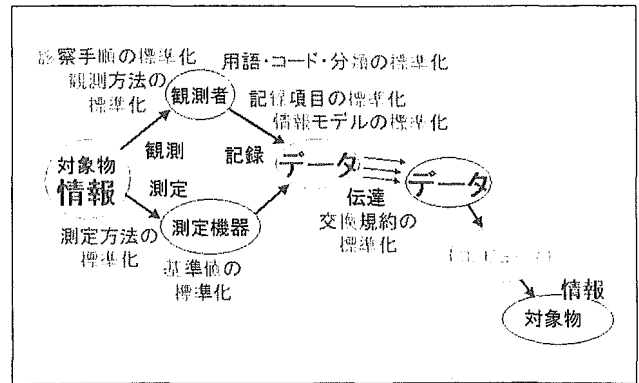 診察手順の標準化
観測方法の
標準化
観測者
用語・コード・分類の標準化
記録項目の標準化
情報モデルの標準化
対象物
情報
観測
測定
記録
データ
データ
伝達
交換規約の
標準化
測定方法の
標準化
測定機器
基準値の
標準化
情報
対象物